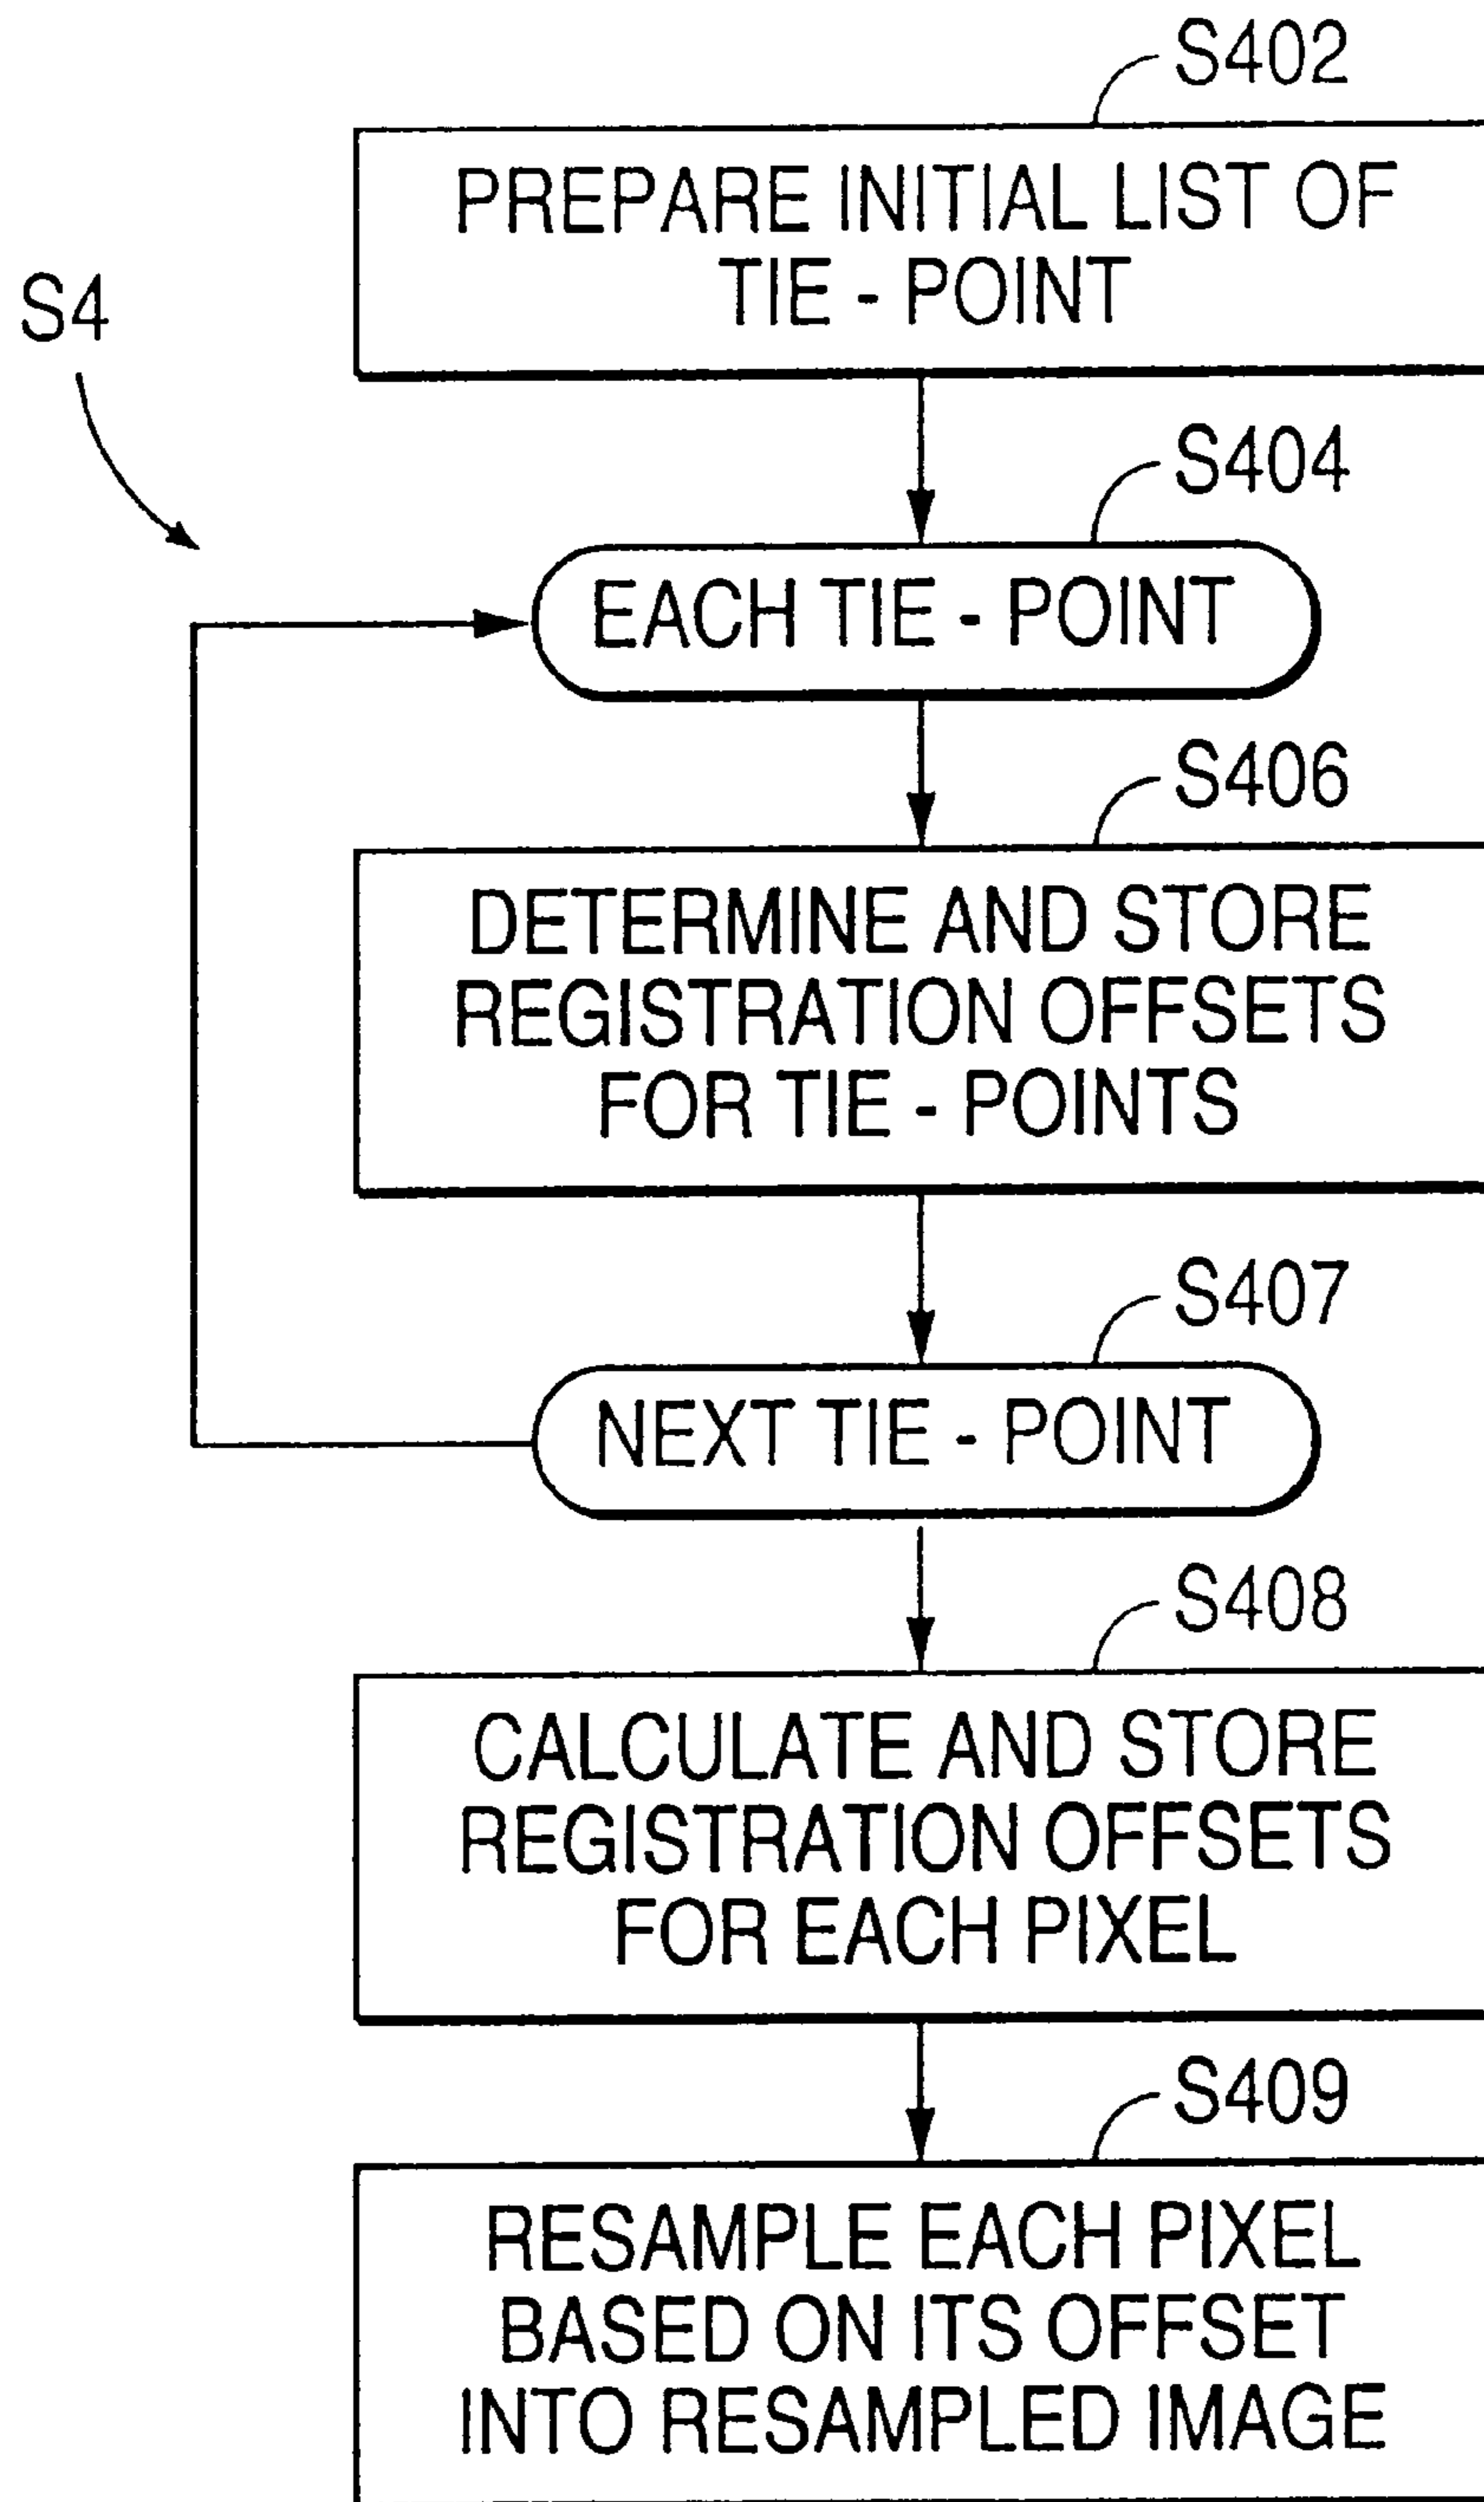 S402
PREPARE INITIAL LIST OF
TIE - POINT
S4
S404
EACH TIE - POINT
S406
DETERMINE AND STORE
REGISTRATION OFFSETS
FOR TIE - POINTS
S407
NEXT TIE - POINT
S408
CALCULATE AND STORE
REGISTRATION OFFSETS
FOR EACH PIXEL
S409
RESAMPLE EACH PIXEL
BASED ON ITS OFFSET
INTO RESAMPLED IMAGE